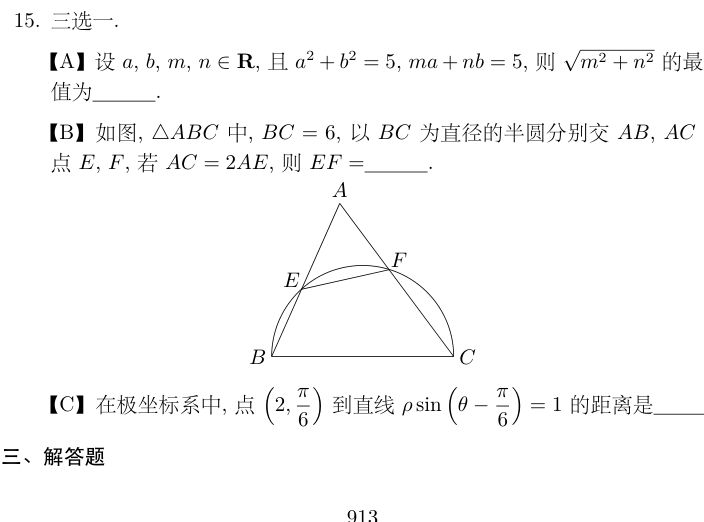 15. 三选一.
【A】设 a, b, m, n ∈ R, 且 a² + b² = 5, ma + nb = 5, 则 √(m² + n²) 的最
值为______.
【B】如图, △ABC 中, BC = 6, 以 BC 为直径的半圆分别交 AB, AC
点 E, F, 若 AC = 2AE, 则 EF =______.
A
F
E
B
C
【C】在极坐标系中, 点 (2, π/6) 到直线 ρ sin(θ − π/6) = 1 的距离是_____
三、解答题
913